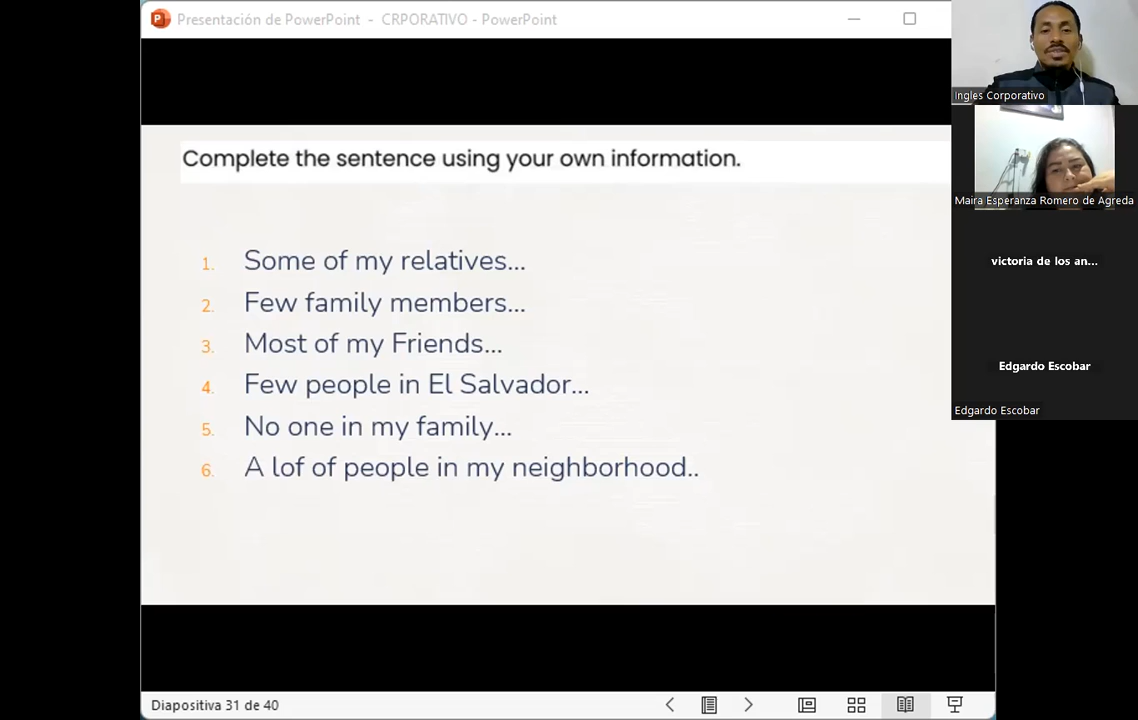 Presentación de PowerPoint - CRPORATIVO - PowerPoint
Complete the sentence using your own information.
1. Some of my relatives...
2. Few family members...
3. Most of my Friends...
4. Few people in El Salvador...
5. No one in my family...
6. A lof of people in my neighborhood..
Diapositiva 31 de 40
Ingles Corporativo
Maira Esperanza Romero de Agreda
victoria de los an...
Edgardo Escobar
Edgardo Escobar